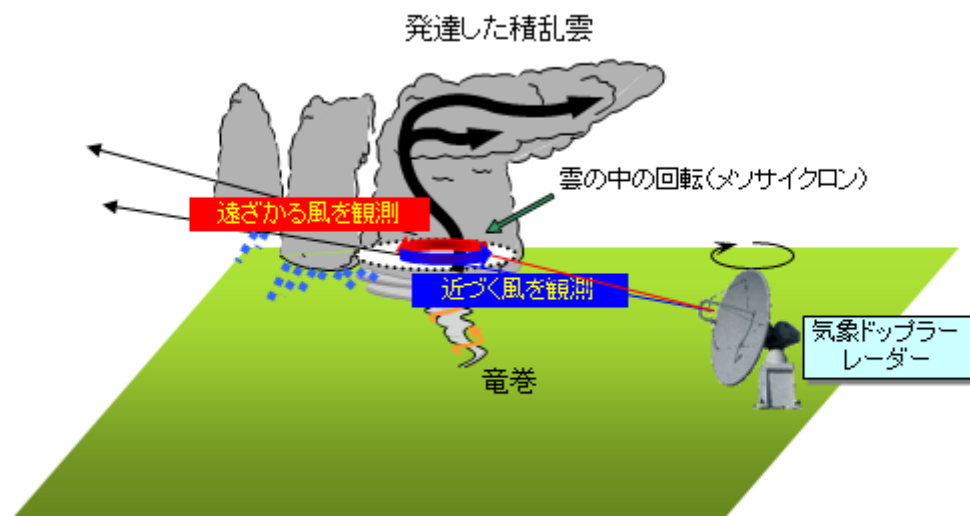 発達した積乱雲
雲の中の回転(メソサイクロン)
遠ざかる風を観測
近づく風を観測
気象ドップラー
レーダー
竜巻